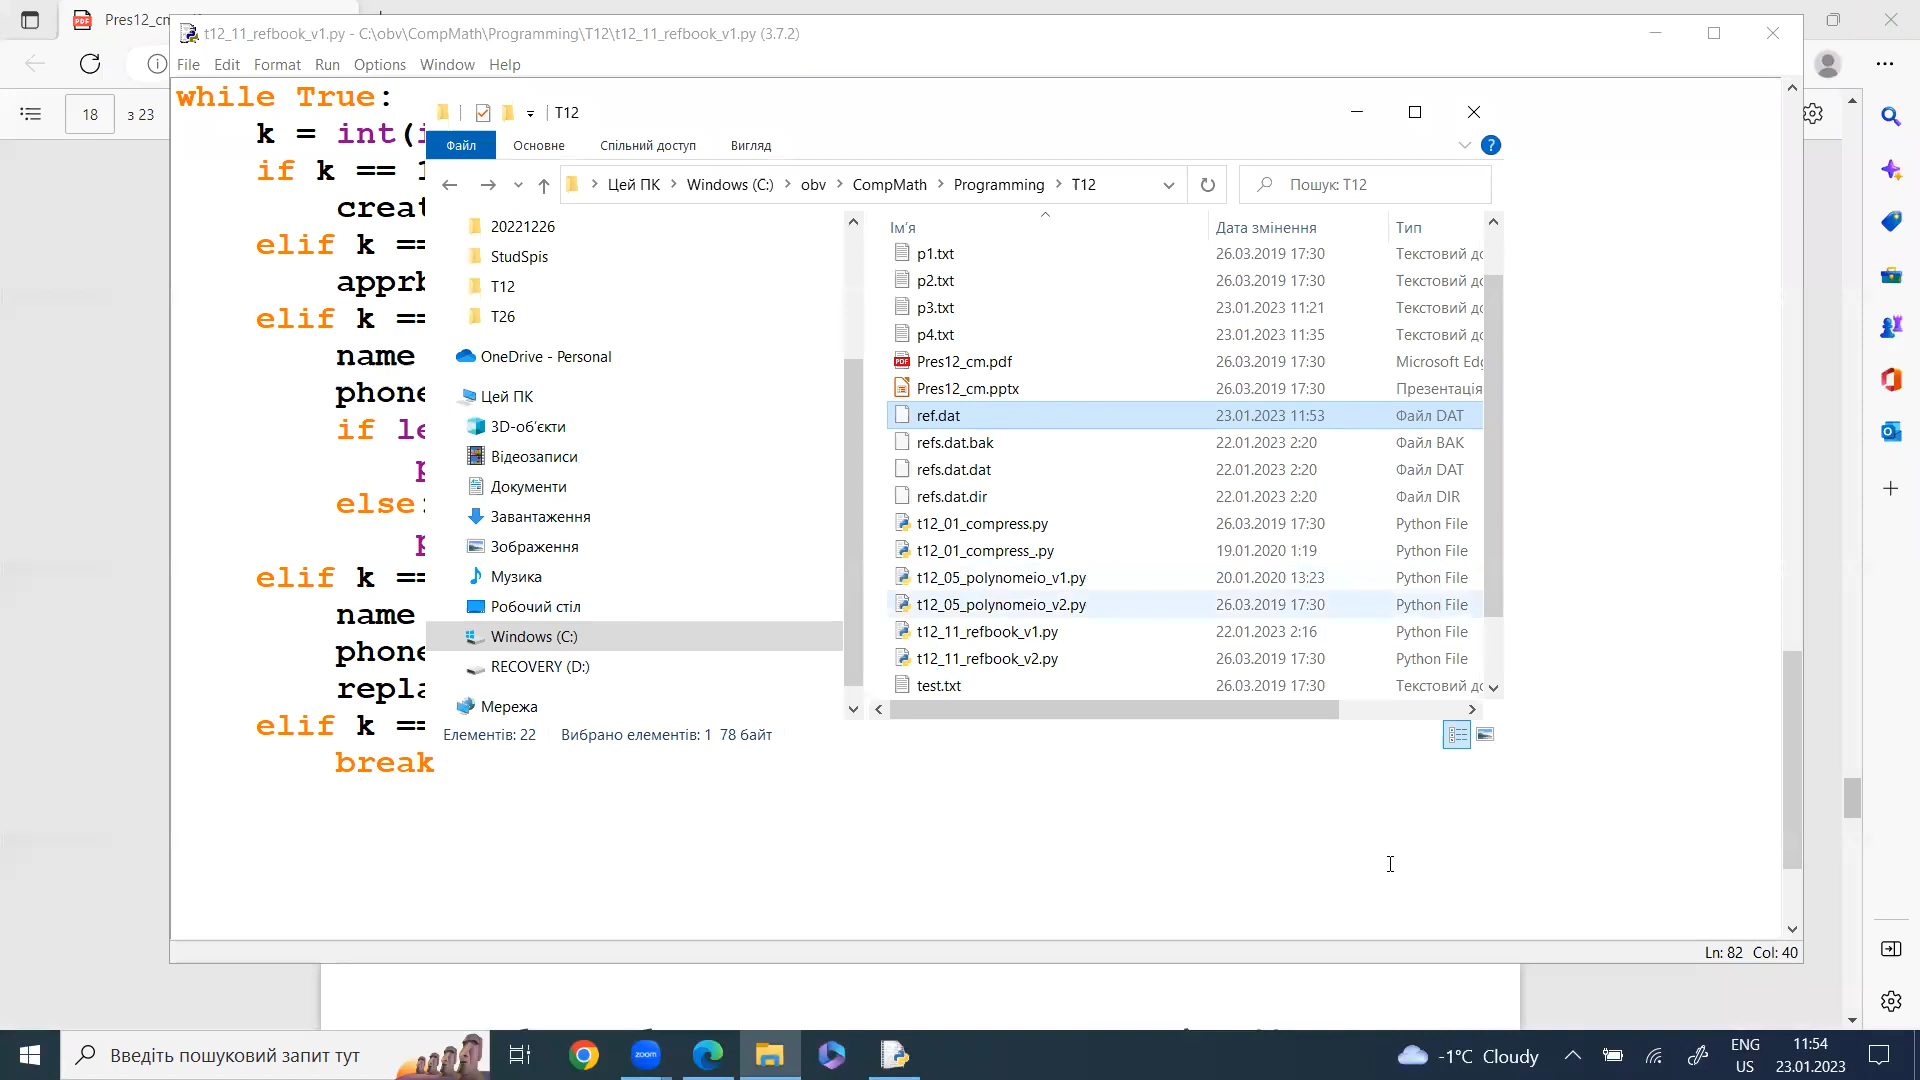 Pres12_cm
t12_11_refbook_v1.py - C:\obv\CompMath\Programming\T12\t12_11_refbook_v1.py (3.7.2)
File Edit Format Run Options Window Help
18 з 23
while True:
k = int(
if k ==
elif k ==
elif k ==
name
phone
if
else
elif k ==
name
phone
elif k ==
break
T12
Файл Основне Спільний доступ Вигляд
Цей ПК Windows (C:) obv CompMath Programming T12
Пошук: T12
20221226
StudSpis
T12
T26
OneDrive - Personal
Цей ПК
3D-об’єкти
Відеозаписи
Документи
Завантаження
Зображення
Музика
Робочий стіл
Windows (C:)
RECOVERY (D:)
Мережа
Ім’я Дата змінення Тип
p1.txt 26.03.2019 17:30 Текстовий
p2.txt 26.03.2019 17:30 Текстовий
p3.txt 23.01.2023 11:21 Текстовий
p4.txt 23.01.2023 11:35 Текстовий
Pres12_cm.pdf 26.03.2019 17:30 Microsoft
Pres12_cm.pptx 26.03.2019 17:30 Презентація
ref.dat 23.01.2023 11:53 Файл DAT
refs.dat.bak 22.01.2023 2:20 Файл BAK
refs.dat.dat 22.01.2023 2:20 Файл DAT
refs.dat.dir 22.01.2023 2:20 Файл DIR
t12_01_compress.py 26.03.2019 17:30 Python File
t12_01_compress_.py 19.01.2020 1:19 Python File
t12_05_polynomeio_v1.py 20.01.2020 13:23 Python File
t12_05_polynomeio_v2.py 26.03.2019 17:30 Python File
t12_11_refbook_v1.py 22.01.2023 2:16 Python File
t12_11_refbook_v2.py 26.03.2019 17:30 Python File
test.txt 26.03.2019 17:30 Текстовий
Елементів: 22 Вибрано елементів: 1 78 байт
Ln: 82 Col: 40
Введіть пошуковий запит тут
zoom
-1°C Cloudy
ENG
US
11:54
23.01.2023